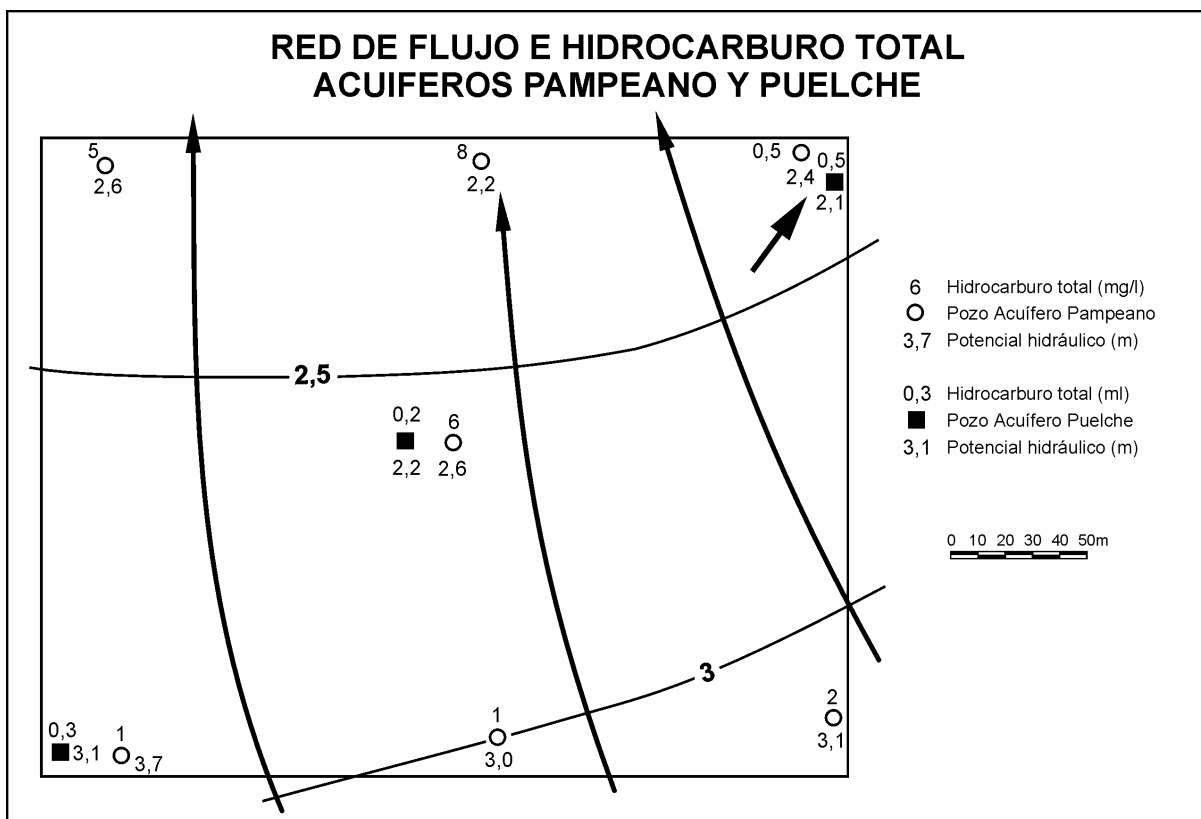 RED DE FLUJO E HIDROCARBURO TOTAL
ACUIFEROS PAMPEANO Y PUELCHE
5
2,6
8
2,2
0,5
2,4
0,5
2,1
2,5
0,2
2,2
6
2,6
3
0,3
3,1
1
3,7
1
3,0
2
3,1
6 Hidrocarburo total (mg/l)
Pozo Acuífero Pampeano
3,7 Potencial hidráulico (m)
0,3 Hidrocarburo total (ml)
Pozo Acuífero Puelche
3,1 Potencial hidráulico (m)
0 10 20 30 40 50m